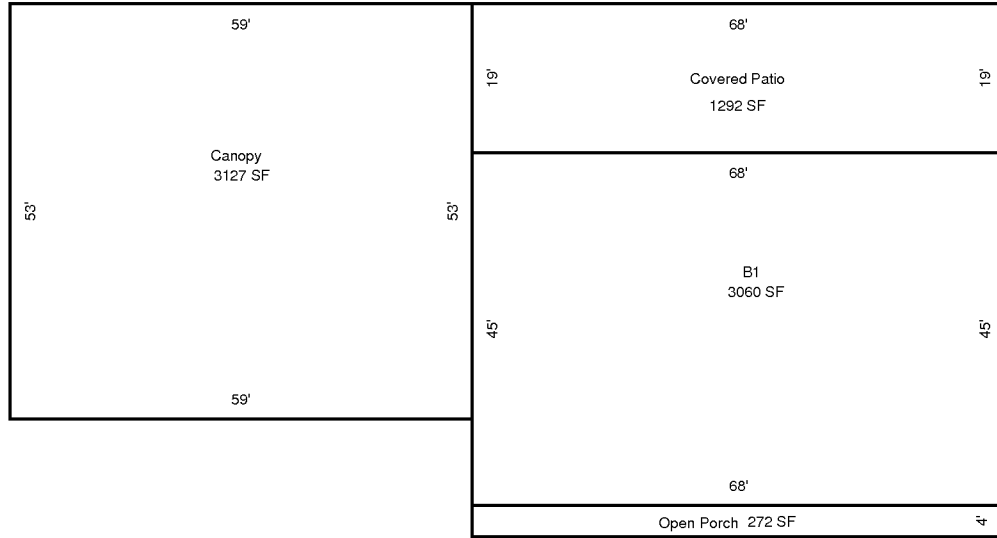 59'
Canopy
3127 SF
53'
53'
59'
68'
19'
Covered Patio
19'
1292 SF
68'
B1
3060 SF
45'
45'
68'
Open Porch 272 SF
4'